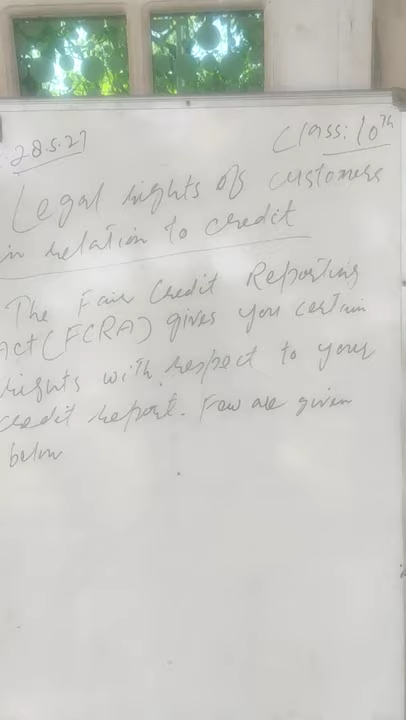 28.5.27
Class: 10th
Legal rights of customers
in relation to credit
The Fair Credit Reporting
Act (FCRA) gives you certain
rights with respect to your
credit report. Few are given
below